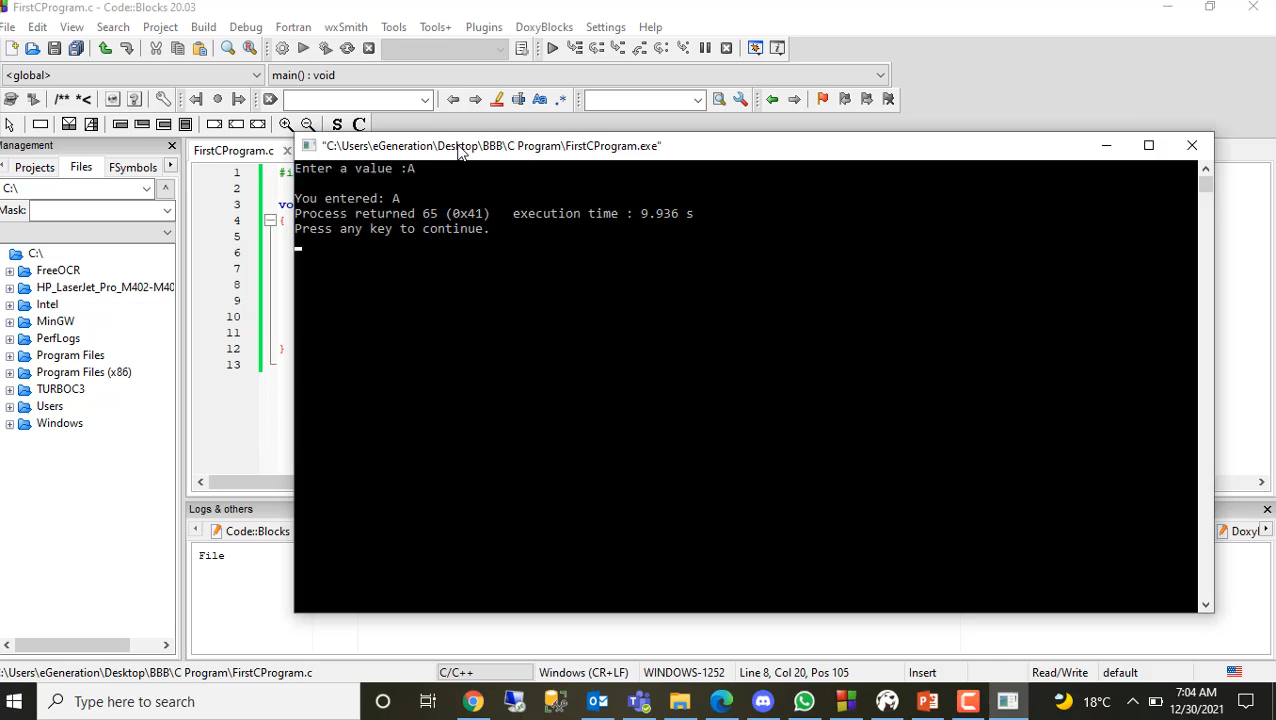 FirstCProgram.c - Code::Blocks 20.03
File Edit View Search Project Build Debug Fortran wxSmith Tools Tools+ Plugins DoxyBlocks Settings Help
<global> main() : void
/** *< Aa .* 
S C
Management
FirstCProgram.c
Projects Files FSymbols
C:\
Mask:
C:\
FreeOCR
HP_LaserJet_Pro_M402-M40
Intel
MinGW
PerfLogs
Program Files
Program Files (x86)
TURBOC3
Users
Windows
1 #i
2
3 vo
4 {
5
6
7
8
9
10
11
12 }
13
"C:\Users\eGeneration\Desktop\BBB\C Program\FirstCProgram.exe"
Enter a value :A
You entered: A
Process returned 65 (0x41)   execution time : 9.936 s
Press any key to continue.
Logs & others
Code::Blocks
Doxyl
File
:\Users\eGeneration\Desktop\BBB\C Program\FirstCProgram.c C/C++ Windows (CR+LF) WINDOWS-1252 Line 8, Col 20, Pos 105 Insert Read/Write default
Type here to search
18°C
7:04 AM
12/30/2021